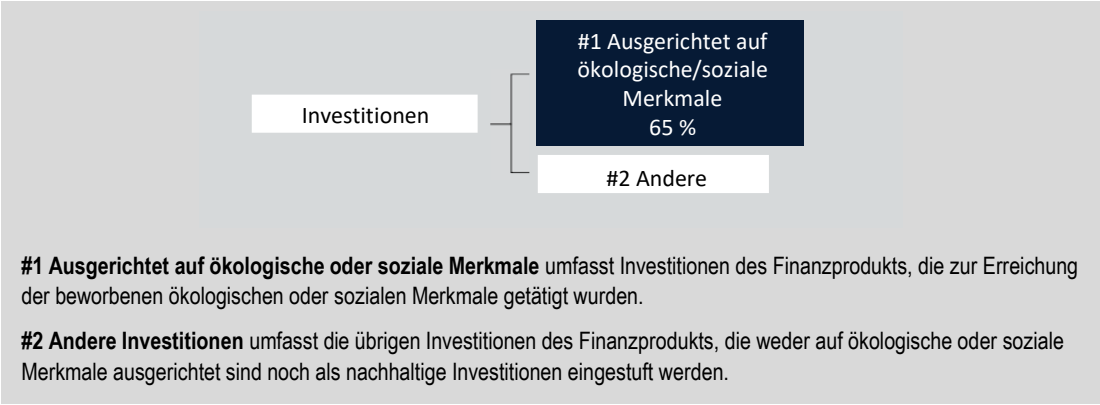 #1 Ausgerichtet auf
ökologische/soziale
Merkmale
65 %
Investitionen
#2 Andere
#1 Ausgerichtet auf ökologische oder soziale Merkmale umfasst Investitionen des Finanzprodukts, die zur Erreichung
der beworbenen ökologischen oder sozialen Merkmale getätigt wurden.
#2 Andere Investitionen umfasst die übrigen Investitionen des Finanzprodukts, die weder auf ökologische oder soziale
Merkmale ausgerichtet sind noch als nachhaltige Investitionen eingestuft werden.